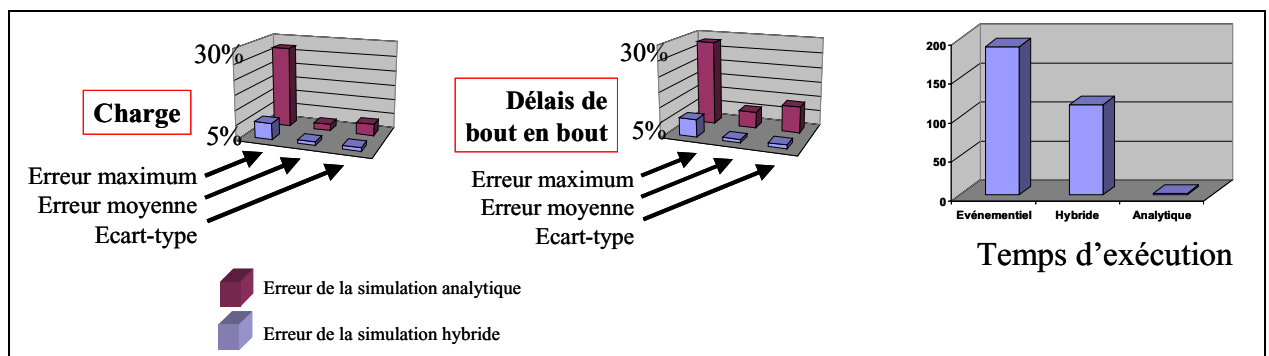 30%
Charge
5%
Erreur maximum
Erreur moyenne
Ecart-type
30%
Délais de
bout en bout
5%
Erreur maximum
Erreur moyenne
Ecart-type
200
150
100
50
0
Evénementiel Hybride Analytique
Temps d’exécution
Erreur de la simulation analytique
Erreur de la simulation hybride